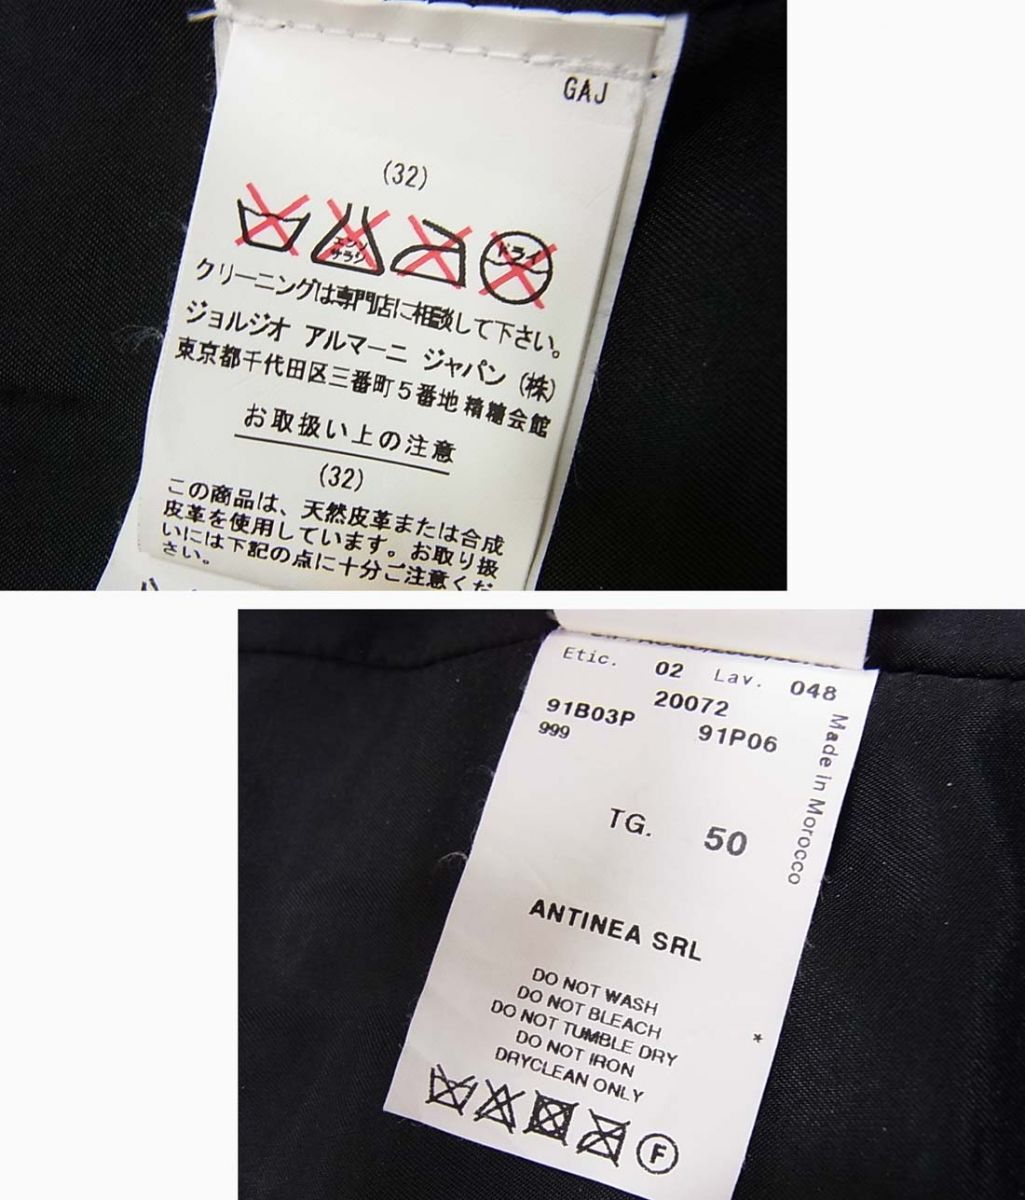 GAJ
(32)
エンソ
サラシ
ドライ
クリーニングは専門店に相談して下さい。
ジョルジオ アルマーニ ジャパン (株)
東京都千代田区三番町5番地 精糖会館
お取扱い上の注意
(32)
この商品は、天然皮革または合成
皮革を使用しています。お取り扱
いには下記の点に十分ご注意くだ
さい。
Etic. 02 Lav. 048
20072
91B03P 91P06
999
Made in Morocco
TG. 50
ANTINEA SRL
DO NOT WASH
DO NOT BLEACH
DO NOT TUMBLE DRY
DO NOT IRON
DRYCLEAN ONLY
*
F